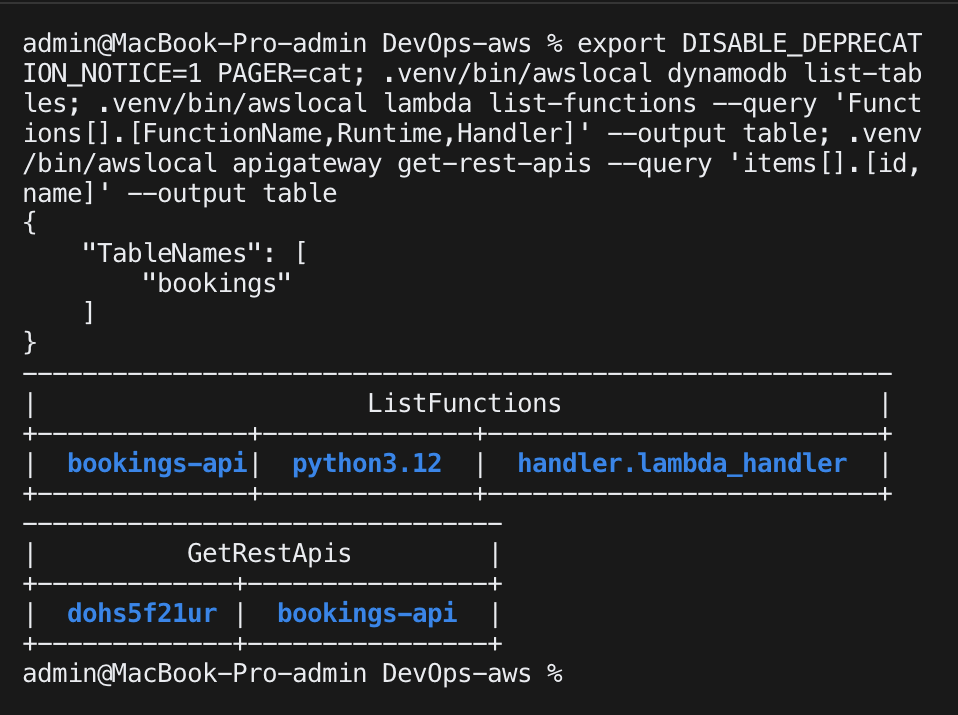 admin@MacBook-Pro-admin DevOps-aws % export DISABLE_DEPRECAT
ION_NOTICE=1 PAGER=cat; .venv/bin/awslocal dynamodb list-tab
les; .venv/bin/awslocal lambda list-functions --query 'Funct
ions[].[FunctionName,Runtime,Handler]' --output table; .venv
/bin/awslocal apigateway get-rest-apis --query 'items[].[id,
name]' --output table
{
    "TableNames": [
        "bookings"
    ]
}
----------------------------------------------------------
|                      ListFunctions                     |
+--------------+--------------+--------------------------+
|  bookings-api|  python3.12  |  handler.lambda_handler  |
+--------------+--------------+--------------------------+
--------------------------------
|          GetRestApis         |
+-------------+----------------+
|  dohs5f21ur |  bookings-api  |
+-------------+----------------+
admin@MacBook-Pro-admin DevOps-aws %